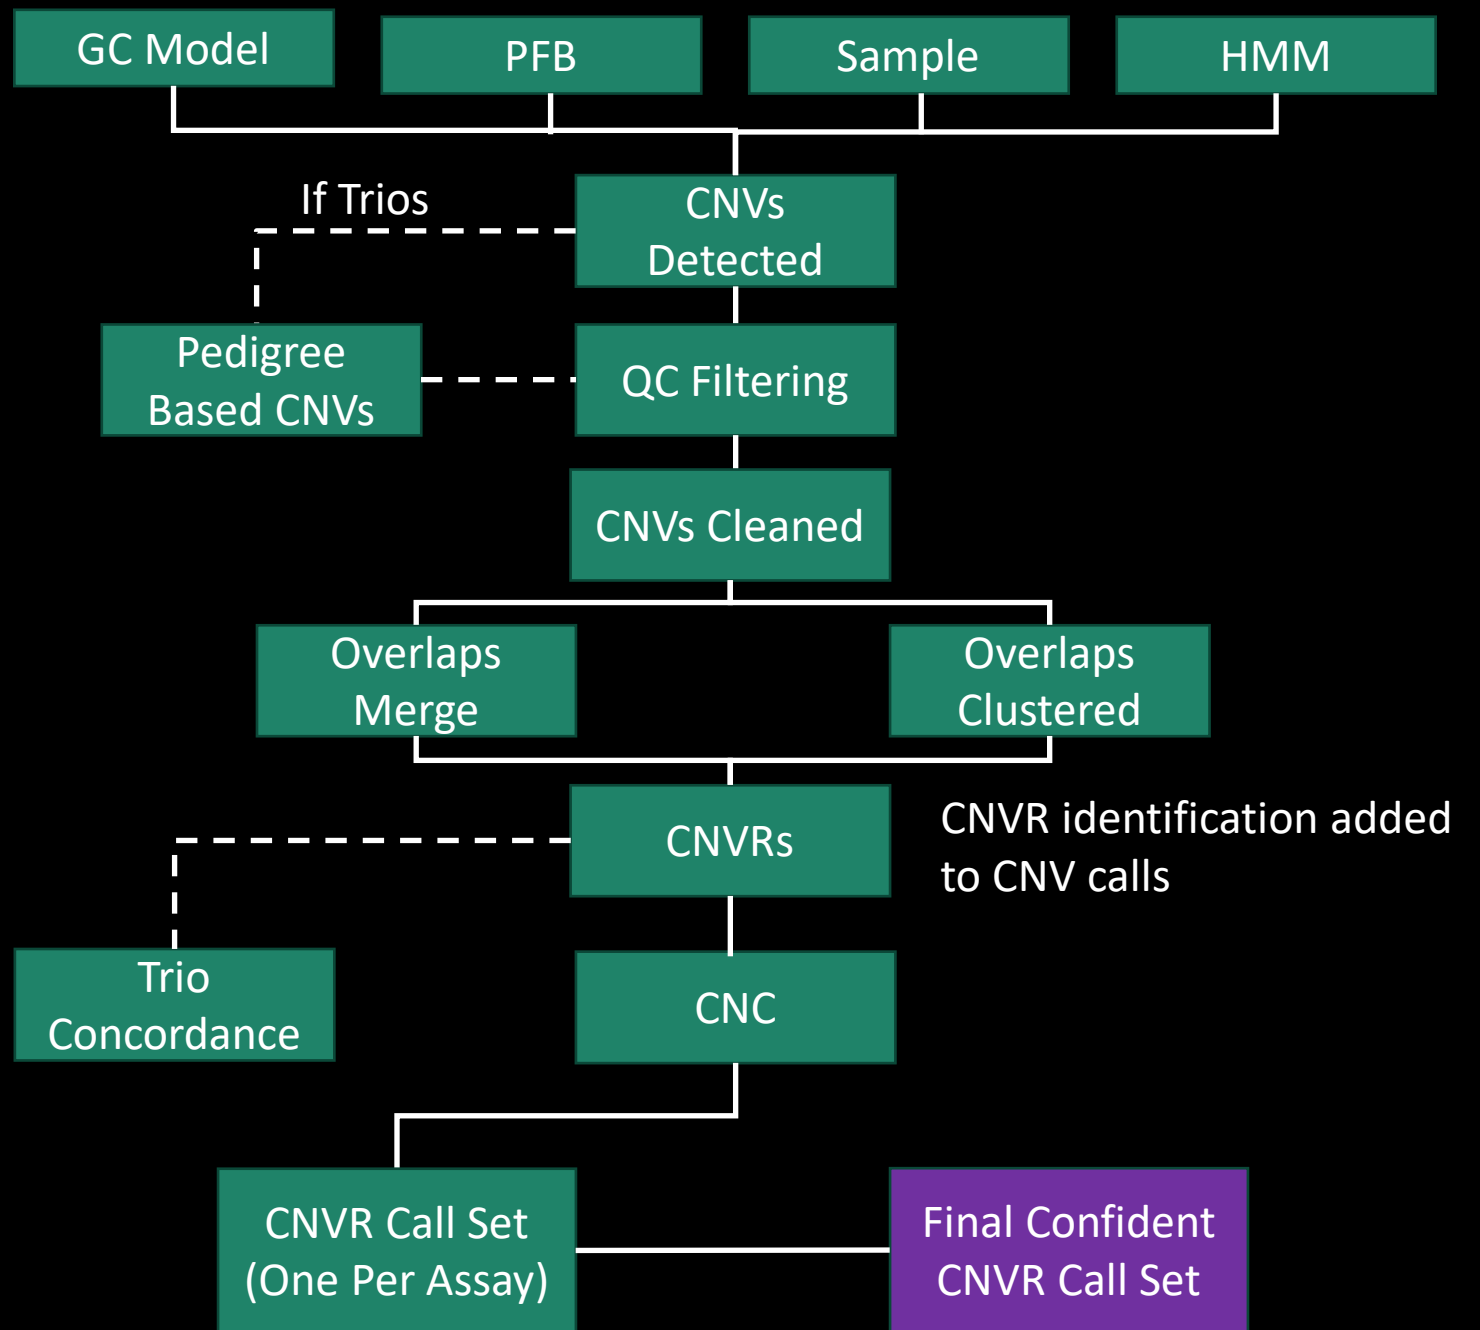 GC Model
PFB
Sample
HMM
If Trios
CNVs
Detected
Pedigree
Based CNVs
QC Filtering
CNVs Cleaned
Overlaps
Merge
Overlaps
Clustered
CNVRs
CNVR identification added
to CNV calls
Trio
Concordance
CNC
CNVR Call Set
(One Per Assay)
Final Confident
CNVR Call Set